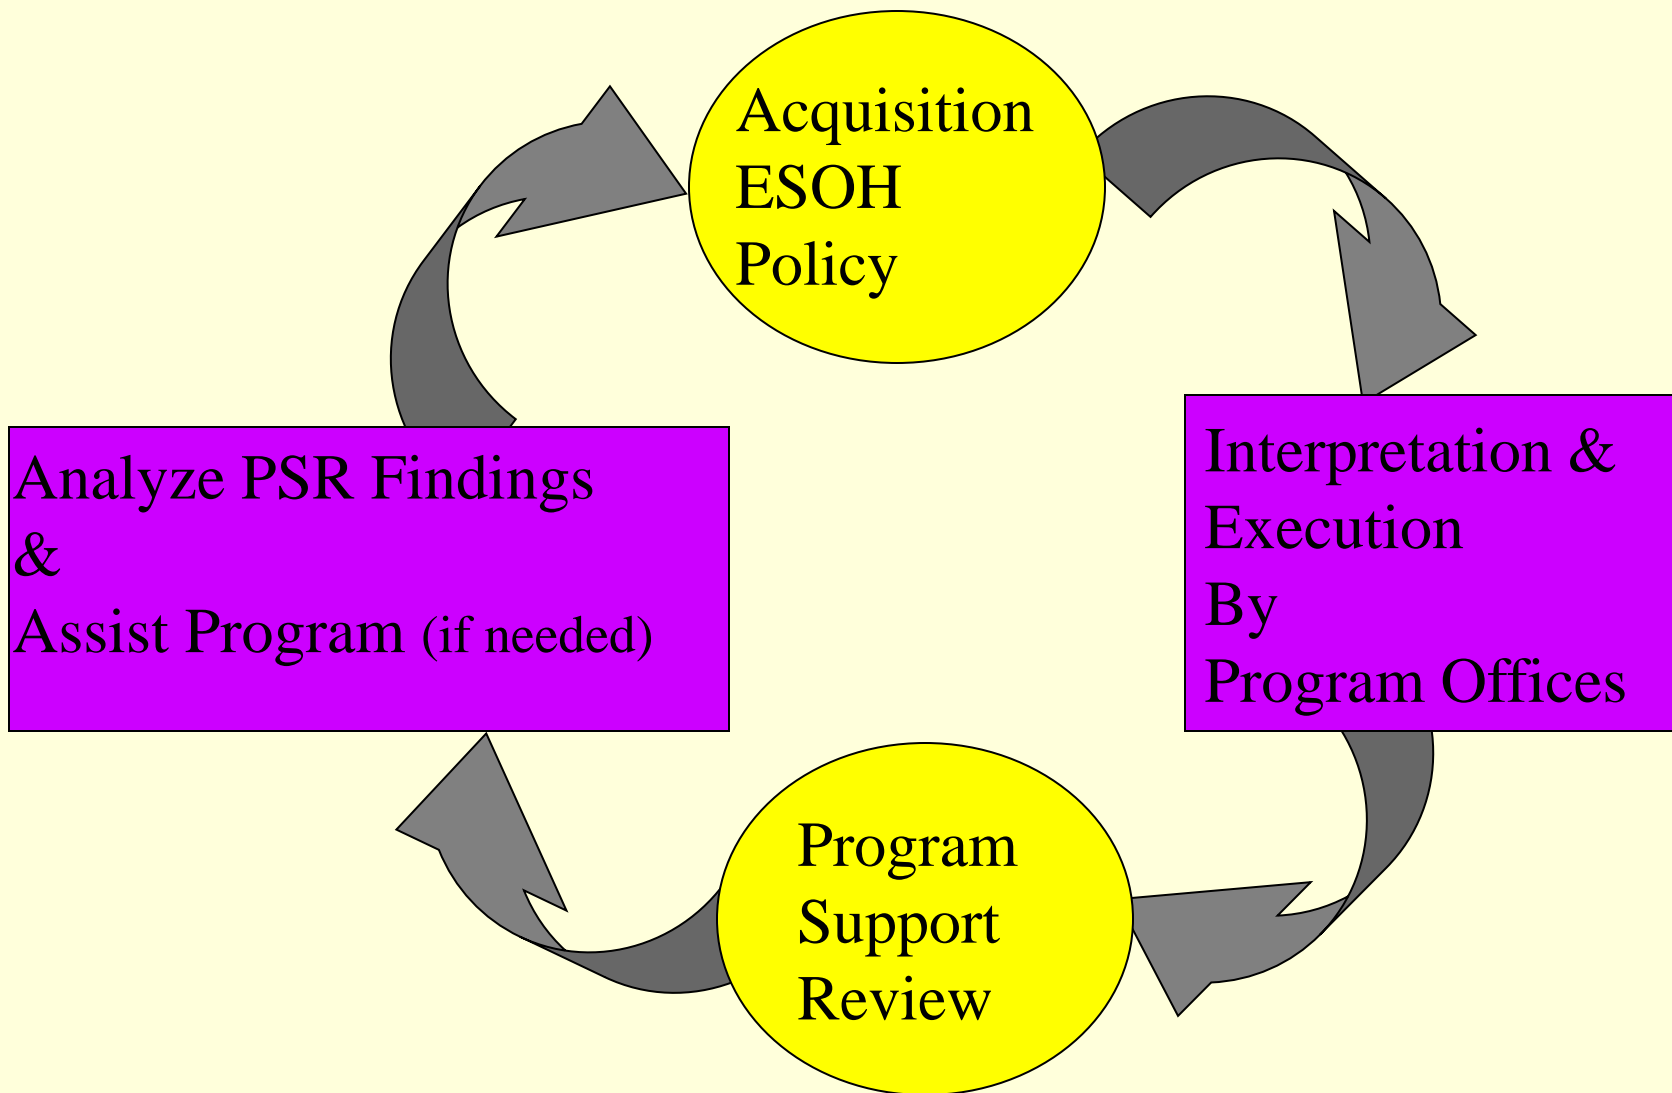 Acquisition
ESOH
Policy
Interpretation &
Execution
By
Program Offices
Program
Support
Review
Analyze PSR Findings
&
Assist Program (if needed)